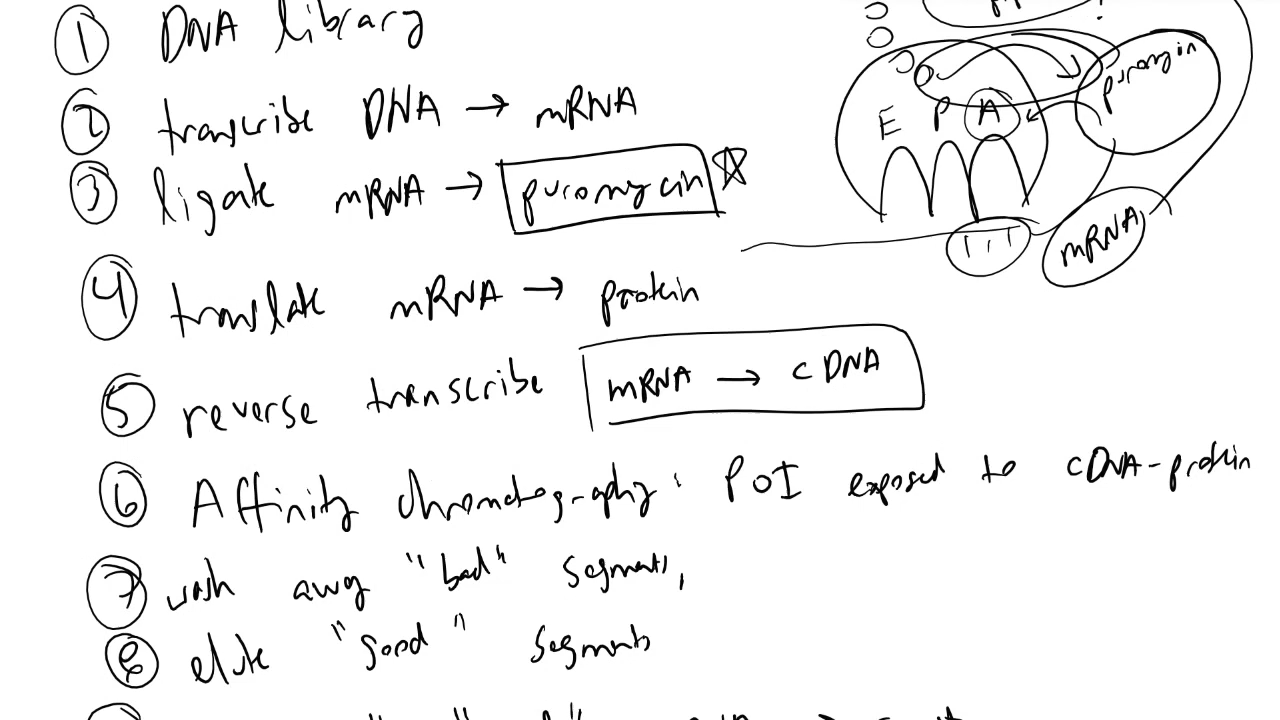 ① DNA library
② transcribe DNA → mRNA
③ ligate mRNA → puromycin ☆
④ translate mRNA → protein
⑤ reverse transcribe mRNA → cDNA
⑥ Affinity chromatography: POI exposed to cDNA-protein
⑦ wash away "bad" segments,
⑧ elute "good" segments
E P A
puromycin
mRNA